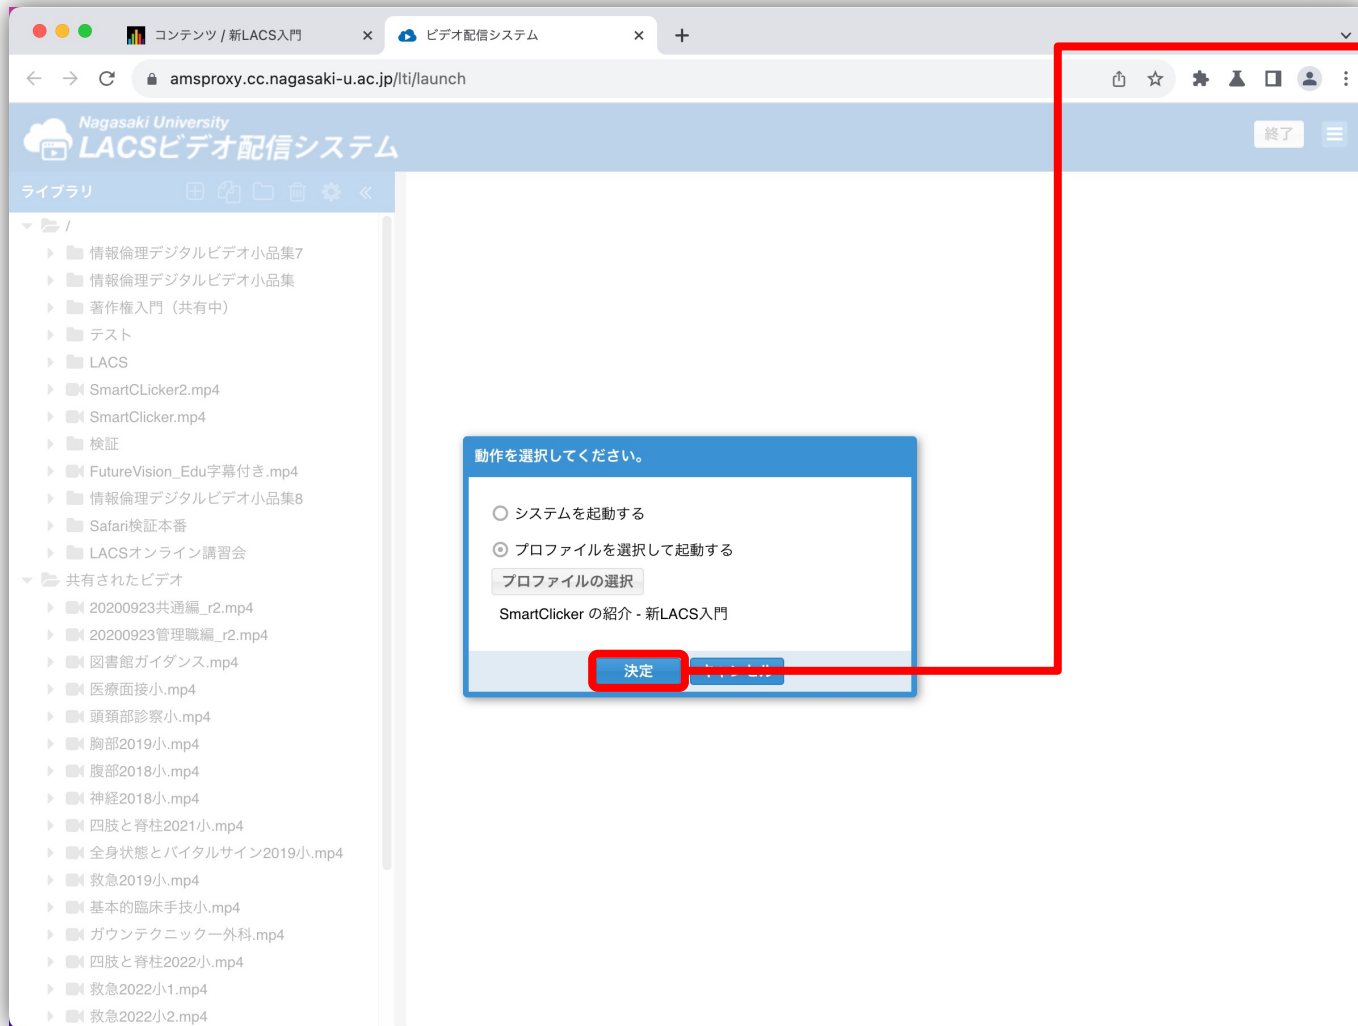 コンテンツ / 新LACS入門
ビデオ配信システム
amsproxy.cc.nagasaki-u.ac.jp/lti/launch
Nagasaki University
LACSビデオ配信システム
終了
ライブラリ
/
情報倫理デジタルビデオ小品集7
情報倫理デジタルビデオ小品集
著作権入門（共有中）
テスト
LACS
SmartCLicker2.mp4
SmartClicker.mp4
検証
FutureVision_Edu字幕付き.mp4
情報倫理デジタルビデオ小品集8
Safari検証本番
LACSオンライン講習会
共有されたビデオ
20200923共通編_r2.mp4
20200923管理職編_r2.mp4
図書館ガイダンス.mp4
医療面接小.mp4
頭頚部診察小.mp4
胸部2019小.mp4
腹部2018小.mp4
神経2018小.mp4
四肢と脊柱2021小.mp4
全身状態とバイタルサイン2019小.mp4
救急2019小.mp4
基本的臨床手技小.mp4
ガウンテクニックー外科.mp4
四肢と脊柱2022小.mp4
救急2022小1.mp4
救急2022小2.mp4
動作を選択してください。
システムを起動する
プロファイルを選択して起動する
プロファイルの選択
SmartClicker の紹介 - 新LACS入門
決定